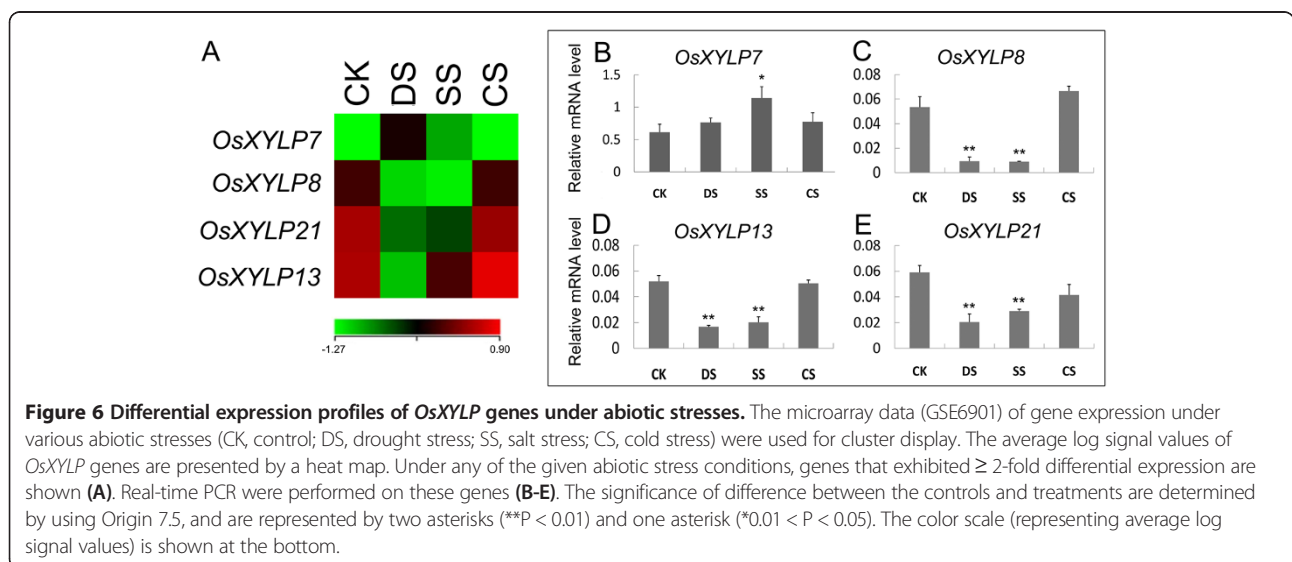 A
CK DS SS CS
OsXYLP7
OsXYLP8
OsXYLP21
OsXYLP13
-1.27 0.90
B OsXYLP7
Relative mRNA level
1.5
1
0.5
0
*
CK DS SS CS
C OsXYLP8
0.08
0.06
0.04
0.02
0
** **
CK DS SS CS
D OsXYLP13
Relative mRNA level
0.08
0.06
0.04
0.02
0
** **
CK DS SS CS
E OsXYLP21
0.08
0.06
0.04
0.02
0
** **
CK DS SS CS
Figure 6 Differential expression profiles of OsXYLP genes under abiotic stresses. The microarray data (GSE6901) of gene expression under
various abiotic stresses (CK, control; DS, drought stress; SS, salt stress; CS, cold stress) were used for cluster display. The average log signal values of
OsXYLP genes are presented by a heat map. Under any of the given abiotic stress conditions, genes that exhibited ≥ 2-fold differential expression are
shown (A). Real-time PCR were performed on these genes (B-E). The significance of difference between the controls and treatments are determined
by using Origin 7.5, and are represented by two asterisks (**P < 0.01) and one asterisk (*0.01 < P < 0.05). The color scale (representing average log
signal values) is shown at the bottom.